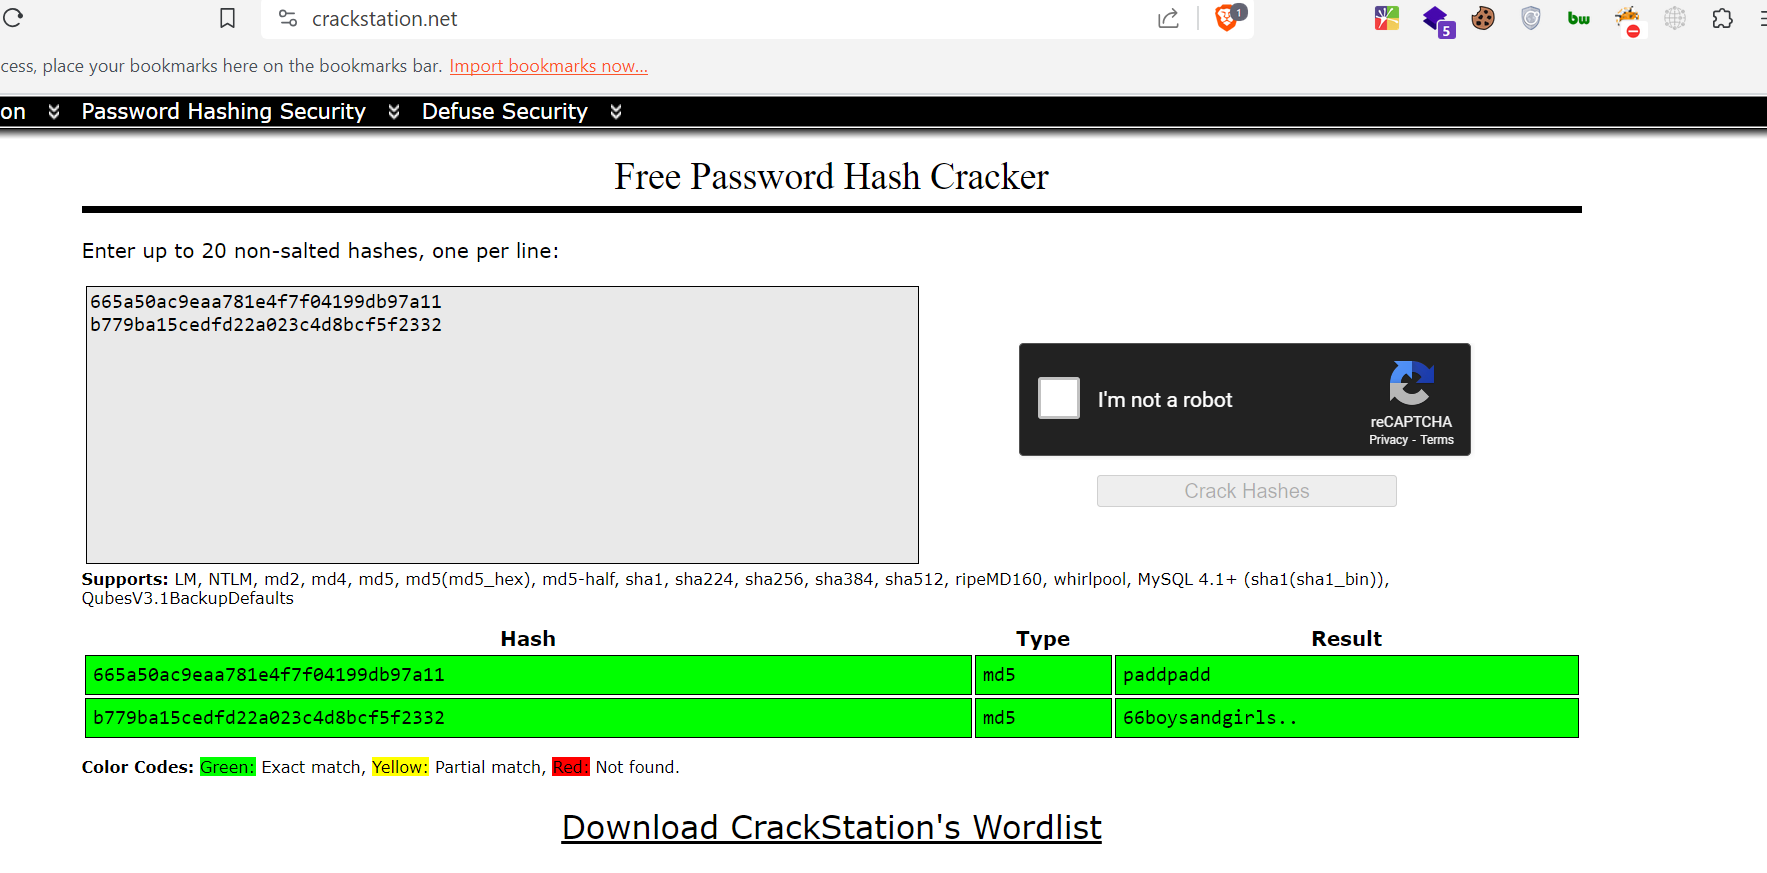 crackstation.net
1
5
bw
cess, place your bookmarks here on the bookmarks bar. Import bookmarks now...
on Password Hashing Security Defuse Security
Free Password Hash Cracker
Enter up to 20 non-salted hashes, one per line:
665a50ac9eaa781e4f7f04199db97a11
b779ba15cedfd22a023c4d8bcf5f2332
I'm not a robot
reCAPTCHA
Privacy - Terms
Crack Hashes
Supports: LM, NTLM, md2, md4, md5, md5(md5_hex), md5-half, sha1, sha224, sha256, sha384, sha512, ripeMD160, whirlpool, MySQL 4.1+ (sha1(sha1_bin)),
QubesV3.1BackupDefaults
Hash Type Result
665a50ac9eaa781e4f7f04199db97a11 md5 paddpadd
b779ba15cedfd22a023c4d8bcf5f2332 md5 66boysandgirls..
Color Codes: Green: Exact match, Yellow: Partial match, Red: Not found.
Download CrackStation's Wordlist